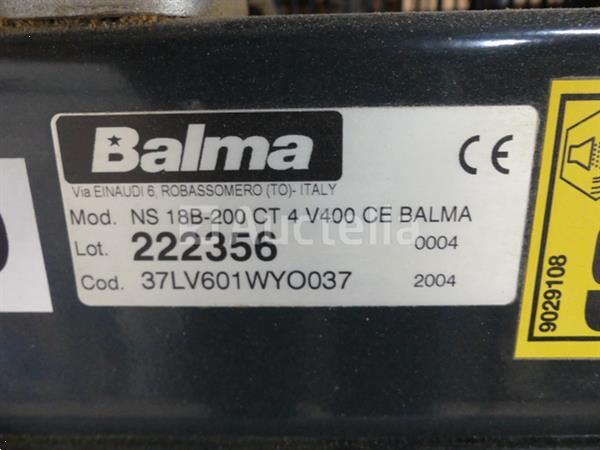 Balma
CE
Via EINAUDI 6, ROBASSOMERO (TO)- ITALY
Mod. NS 18B-200 CT 4 V400 CE BALMA
Lot. 222356 0004
Cod. 37LV601WYO037 2004
Auctelia
9029108